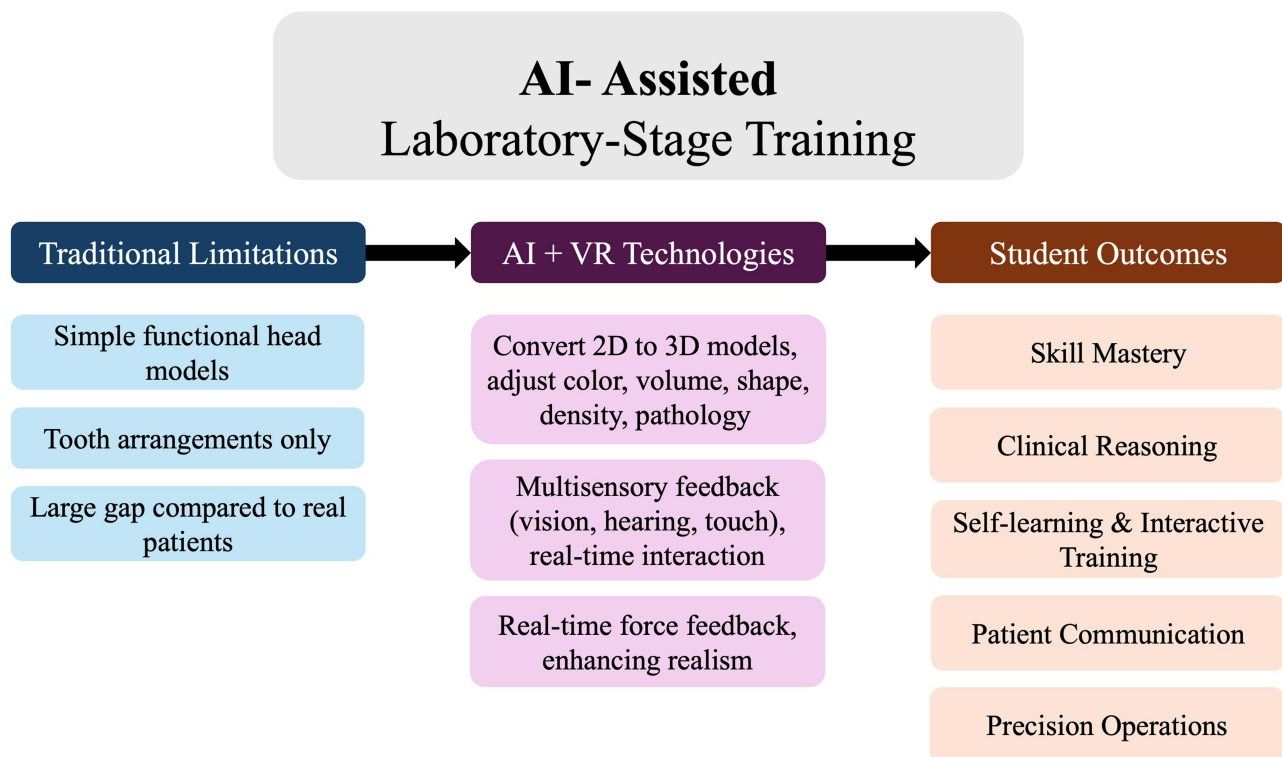 AI- Assisted
Laboratory-Stage Training
Traditional Limitations
Simple functional head
models
Tooth arrangements only
Large gap compared to real
patients
AI + VR Technologies
Convert 2D to 3D models,
adjust color, volume, shape,
density, pathology
Multisensory feedback
(vision, hearing, touch),
real-time interaction
Real-time force feedback,
enhancing realism
Student Outcomes
Skill Mastery
Clinical Reasoning
Self-learning & Interactive
Training
Patient Communication
Precision Operations